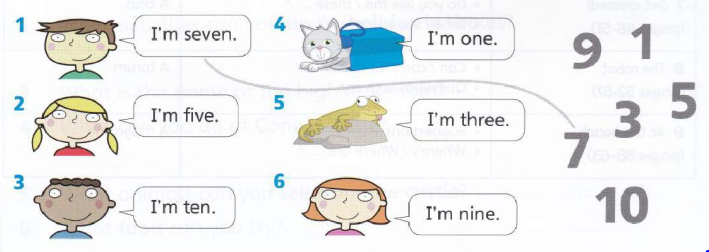 1
I'm seven.
2
I'm five.
3
I'm ten.
4
I'm one.
5
I'm three.
6
I'm nine.
9 1
3 5
7
10